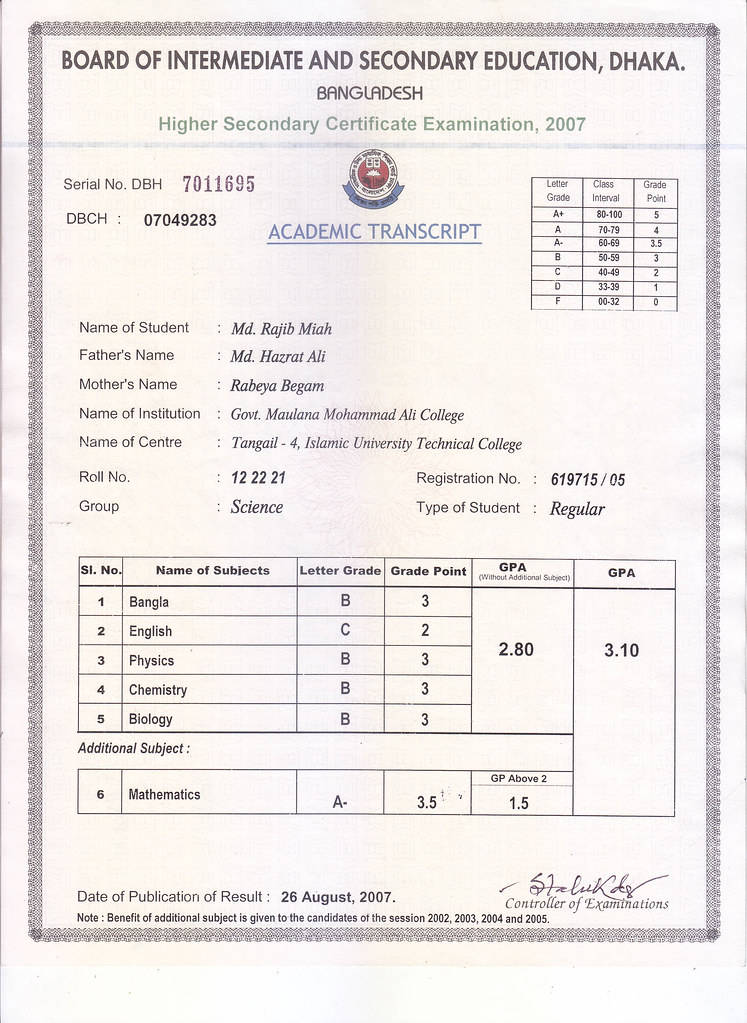 BOARD OF INTERMEDIATE AND SECONDARY EDUCATION, DHAKA.
BANGLADESH
Higher Secondary Certificate Examination, 2007
Serial No. DBH 7011695
DBCH : 07049283
ACADEMIC TRANSCRIPT
Letter Grade Class Interval Grade Point
A+ 80-100 5
A 70-79 4
A- 60-69 3.5
B 50-59 3
C 40-49 2
D 33-39 1
F 00-32 0
Name of Student : Md. Rajib Miah
Father's Name : Md. Hazrat Ali
Mother's Name : Rabeya Begam
Name of Institution : Govt. Maulana Mohammad Ali College
Name of Centre : Tangail - 4, Islamic University Technical College
Roll No. : 12 22 21 Registration No. : 619715 / 05
Group : Science Type of Student : Regular
Sl. No. Name of Subjects Letter Grade Grade Point GPA (Without Additional Subject) GPA
1 Bangla B 3
2 English C 2
3 Physics B 3
4 Chemistry B 3
5 Biology B 3
2.80 3.10
Additional Subject :
GP Above 2
6 Mathematics A- 3.5 1.5
Date of Publication of Result : 26 August, 2007.
Controller of Examinations
Note : Benefit of additional subject is given to the candidates of the session 2002, 2003, 2004 and 2005.